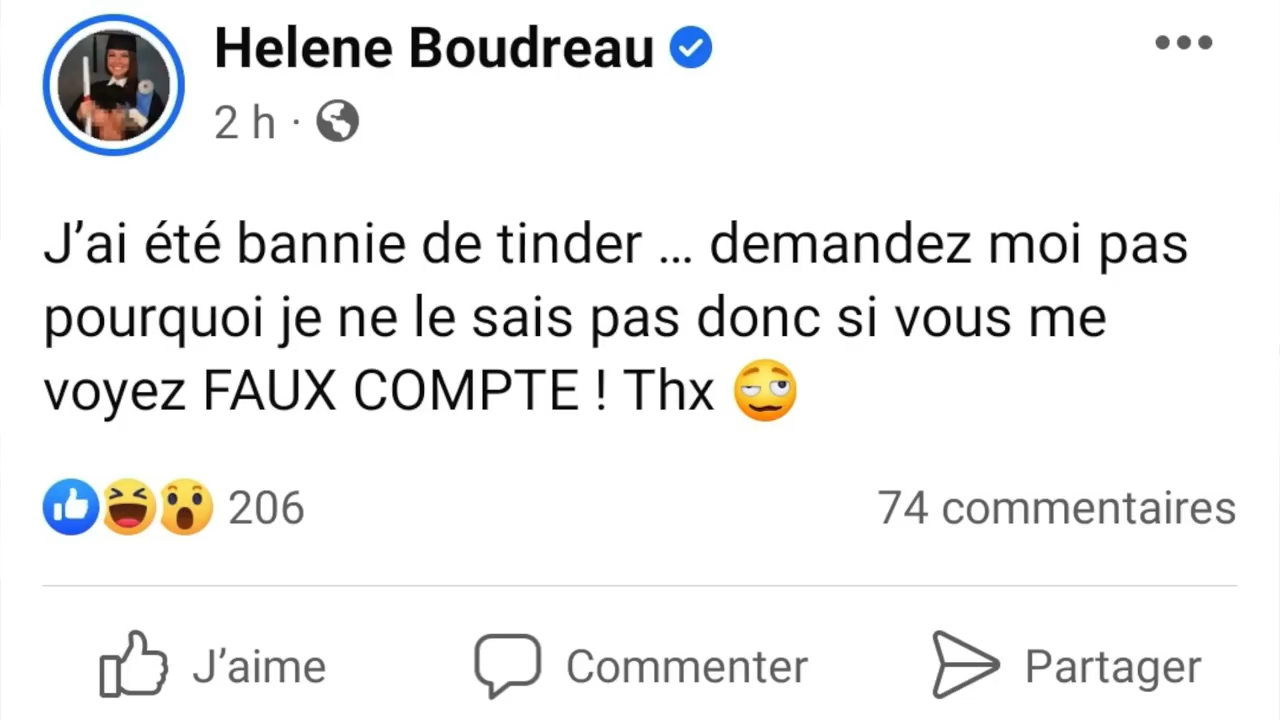 Helene Boudreau
2 h ·
J’ai été bannie de tinder ... demandez moi pas
pourquoi je ne le sais pas donc si vous me
voyez FAUX COMPTE ! Thx 🥴
206
74 commentaires
J’aime
Commenter
Partager